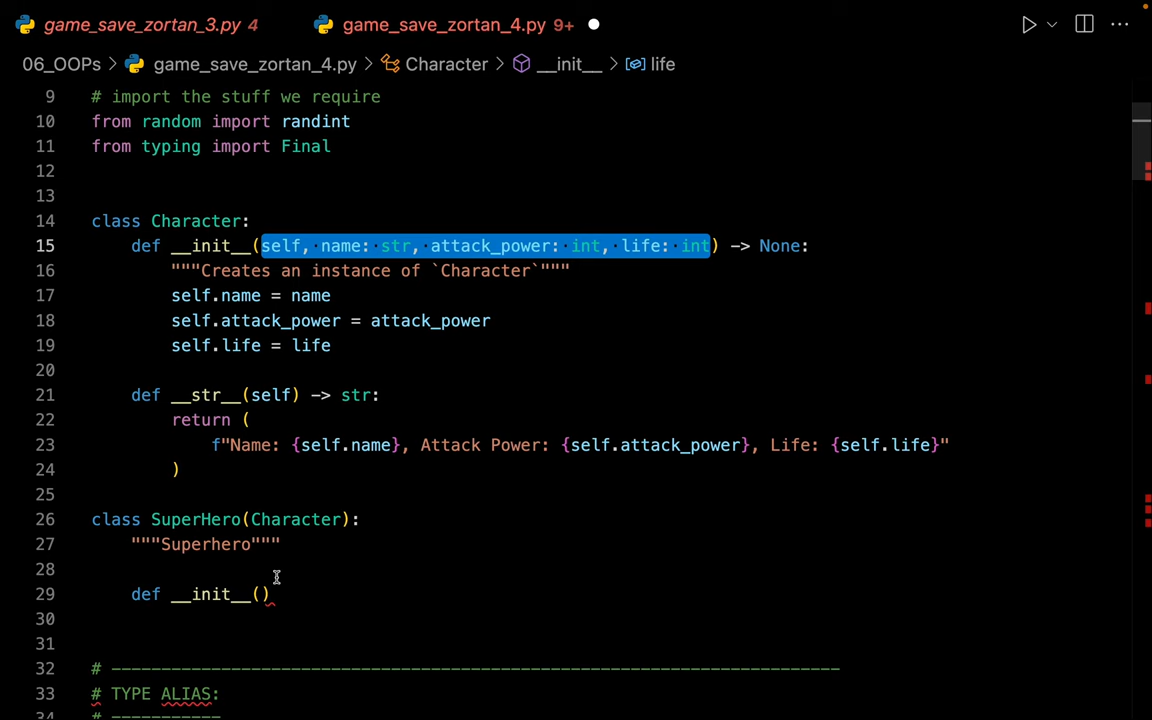 game_save_zortan_3.py 4 game_save_zortan_4.py 9+
06_OOPs > game_save_zortan_4.py > Character > __init__ > life
9 # import the stuff we require
10 from random import randint
11 from typing import Final
12
13
14 class Character:
15 def __init__(self, name: str, attack_power: int, life: int) -> None:
16 """Creates an instance of `Character`"""
17 self.name = name
18 self.attack_power = attack_power
19 self.life = life
20
21 def __str__(self) -> str:
22 return (
23 f"Name: {self.name}, Attack Power: {self.attack_power}, Life: {self.life}"
24 )
25
26 class SuperHero(Character):
27 """Superhero"""
28
29 def __init__()
30
31
32 # -------------------------------------------------------------------------
33 # TYPE ALIAS:
34 # -----------